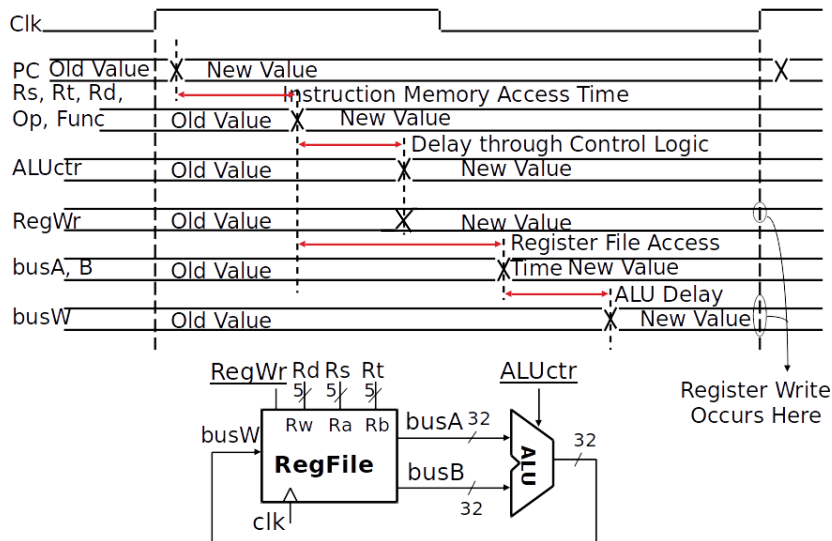 Clk
PC Old Value New Value
Rs, Rt, Rd, Instruction Memory Access Time
Op, Func Old Value New Value
Delay through Control Logic
ALUctr Old Value New Value
RegWr Old Value New Value
Register File Access
busA, B Old Value Time New Value
ALU Delay
busW Old Value New Value
RegWr Rd Rs Rt ALUctr
5 5 5
Register Write
Occurs Here
Rw Ra Rb
busA 32
busW
32
RegFile
ALU
busB
32
clk